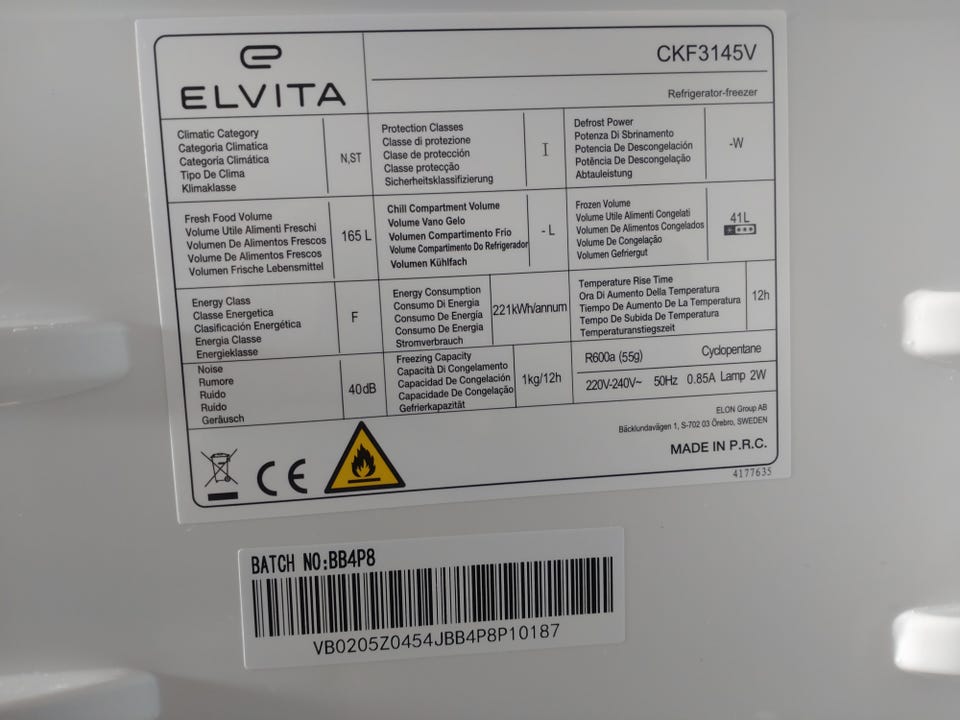 ELVITA
CKF3145V
Refrigerator-freezer
Climatic Category
Categoria Climatica
Categoría Climática
Tipo De Clima
Klimaklasse
N,ST
Protection Classes
Classe di protezione
Clase de protección
Classe protecção
Sicherheitsklassifizierung
I
Defrost Power
Potenza Di Sbrinamento
Potencia De Descongelación
Potência De Descongelação
Abtauleistung
-W
Fresh Food Volume
Volume Utile Alimenti Freschi
Volumen De Alimentos Frescos
Volume De Alimentos Frescos
Volumen Frische Lebensmittel
165 L
Chill Compartment Volume
Volume Vano Gelo
Volumen Compartimento Frío
Volume Compartimento Do Refrigerador
Volumen Kühlfach
- L
Frozen Volume
Volume Utile Alimenti Congelati
Volumen De Alimentos Congelados
Volume De Congelação
Volumen Gefriergut
41L
Energy Class
Classe Energetica
Clasificación Energética
Energia Classe
Energieklasse
F
Energy Consumption
Consumo Di Energia
Consumo De Energía
Consumo De Energia
Stromverbrauch
221kWh/annum
Temperature Rise Time
Ora Di Aumento Della Temperatura
Tiempo De Aumento De La Temperatura
Tempo De Subida De Temperatura
Temperaturanstiegszeit
12h
Noise
Rumore
Ruido
Ruido
Geräusch
40dB
Freezing Capacity
Capacità Di Congelamento
Capacidad De Congelación
Capacidade De Congelação
Gefrierkapazität
1kg/12h
R600a (55g) Cyclopentane
220V-240V~ 50Hz 0.85A Lamp 2W
ELON Group AB
Bäcklundavägen 1, S-702 03 Örebro, SWEDEN
MADE IN P.R.C.
CE
4177635
BATCH NO:BB4P8
VB0205Z0454JBB4P8P10187